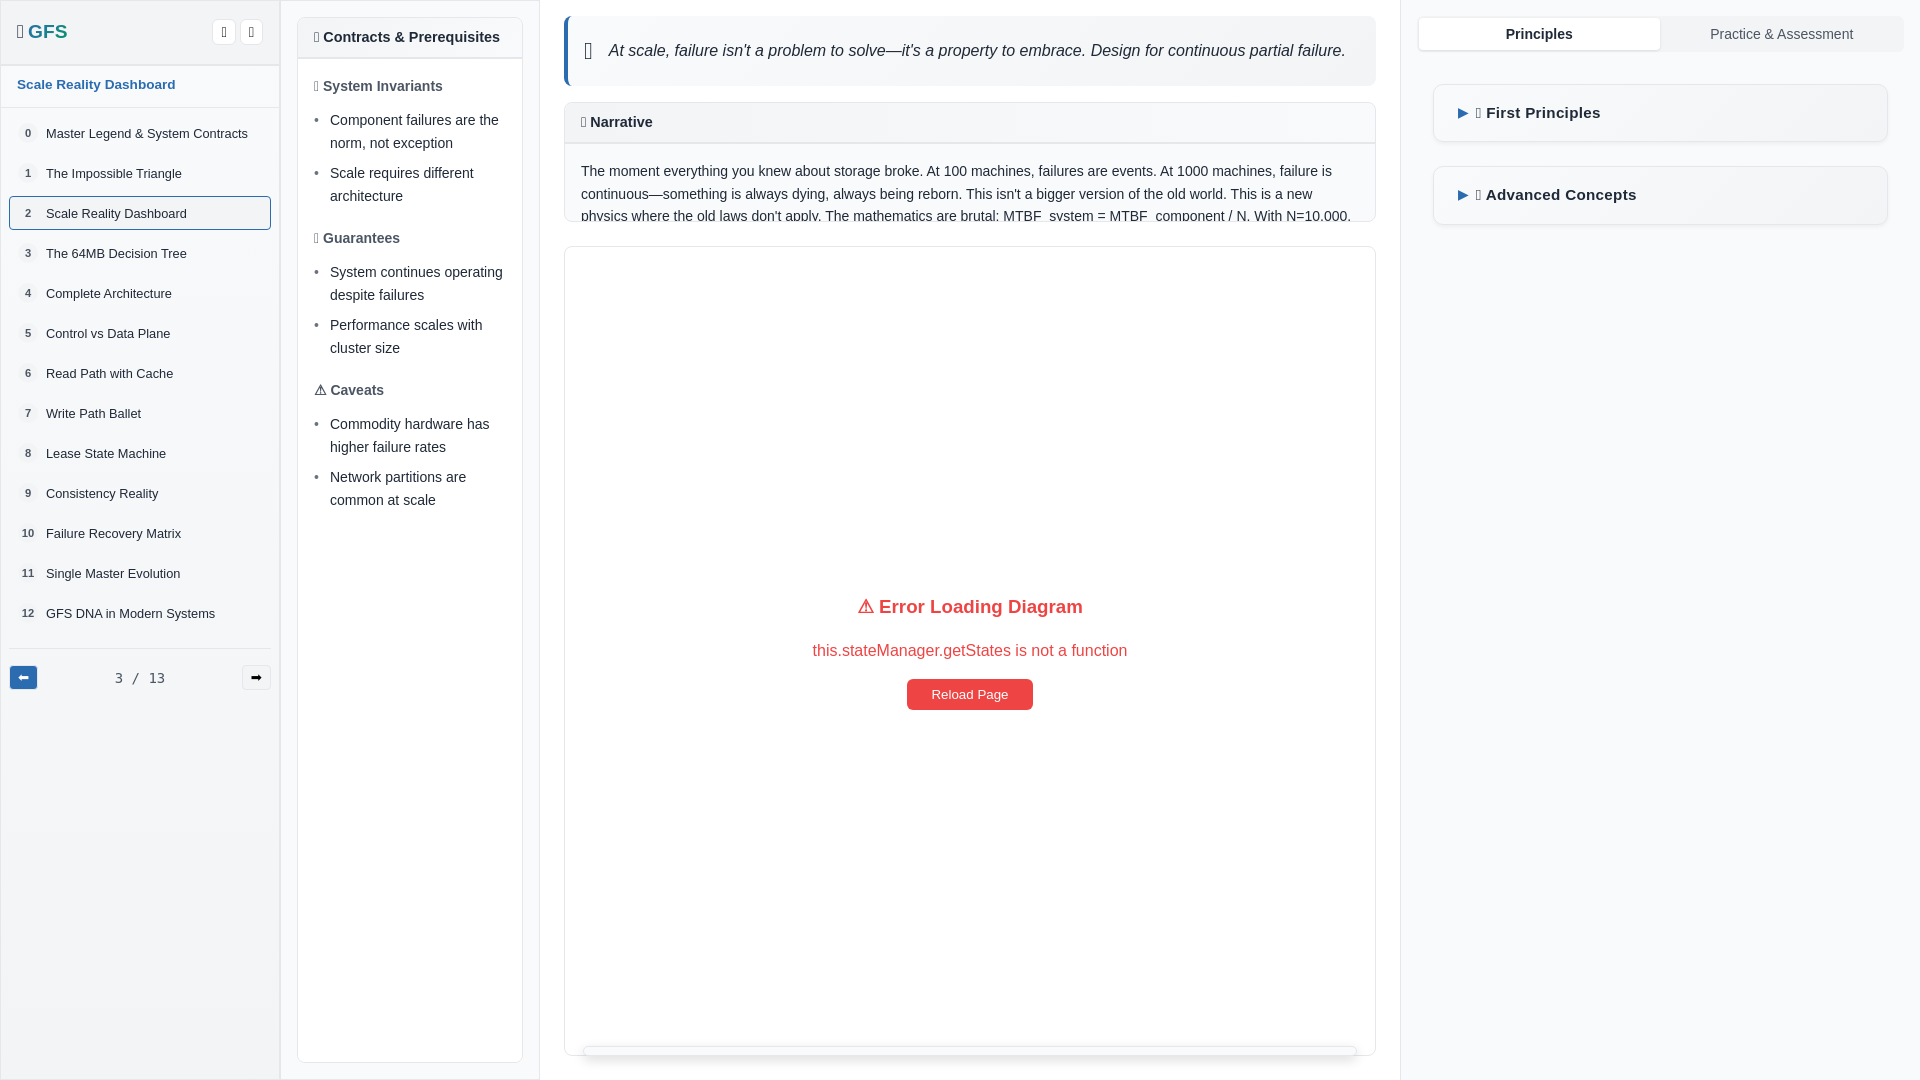 GFS
Scale Reality Dashboard
0 Master Legend & System Contracts
1 The Impossible Triangle
2 Scale Reality Dashboard
3 The 64MB Decision Tree
4 Complete Architecture
5 Control vs Data Plane
6 Read Path with Cache
7 Write Path Ballet
8 Lease State Machine
9 Consistency Reality
10 Failure Recovery Matrix
11 Single Master Evolution
12 GFS DNA in Modern Systems
⬅ 3 / 13 ➡
Contracts & Prerequisites
System Invariants
• Component failures are the
norm, not exception
• Scale requires different
architecture
Guarantees
• System continues operating
despite failures
• Performance scales with
cluster size
⚠ Caveats
• Commodity hardware has
higher failure rates
• Network partitions are
common at scale
At scale, failure isn't a problem to solve—it's a property to embrace. Design for continuous partial failure.
Narrative
The moment everything you knew about storage broke. At 100 machines, failures are events. At 1000 machines, failure is
continuous—something is always dying, always being reborn. This isn't a bigger version of the old world. This is a new
physics where the old laws don't apply. The mathematics are brutal: MTBF_system = MTBF_component / N. With N=10,000,
⚠ Error Loading Diagram
this.stateManager.getStates is not a function
Reload Page
Principles
Practice & Assessment
▶ First Principles
▶ Advanced Concepts